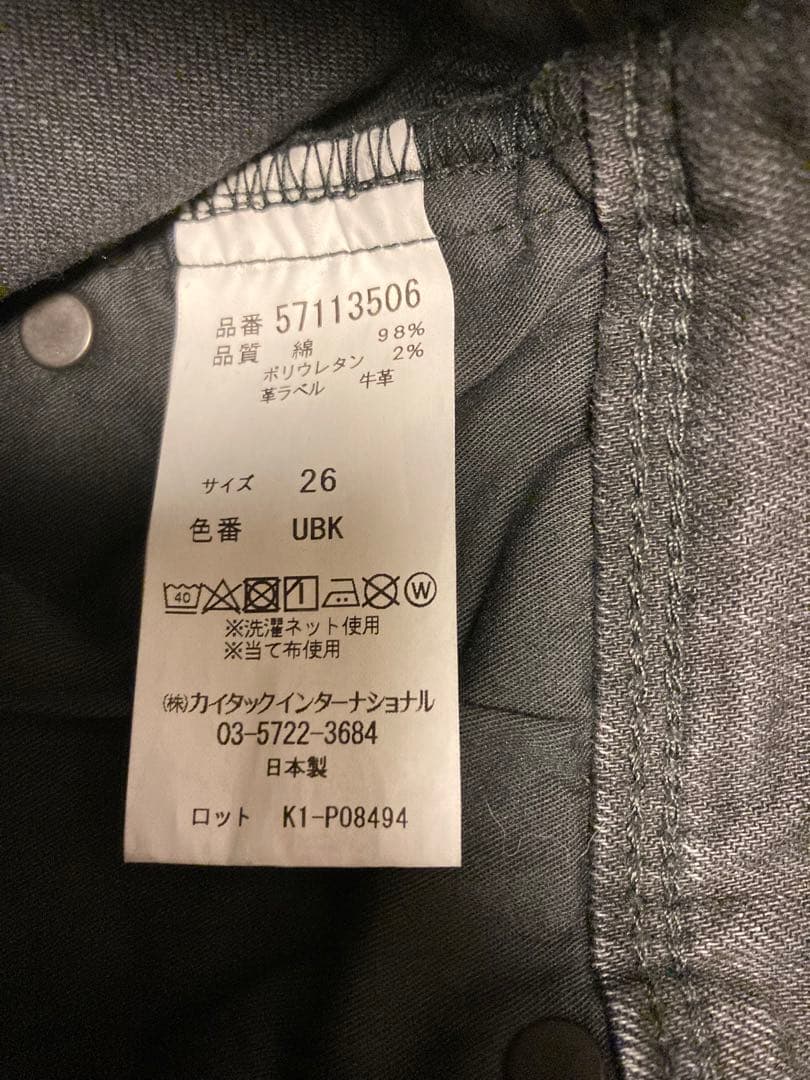 品番 57113506
品質 綿 98%
ポリウレタン 2%
革ラベル 牛革
サイズ 26
色番 UBK
40 W
※洗濯ネット使用
※当て布使用
㈱カイタックインターナショナル
03-5722-3684
日本製
ロット K1-P08494